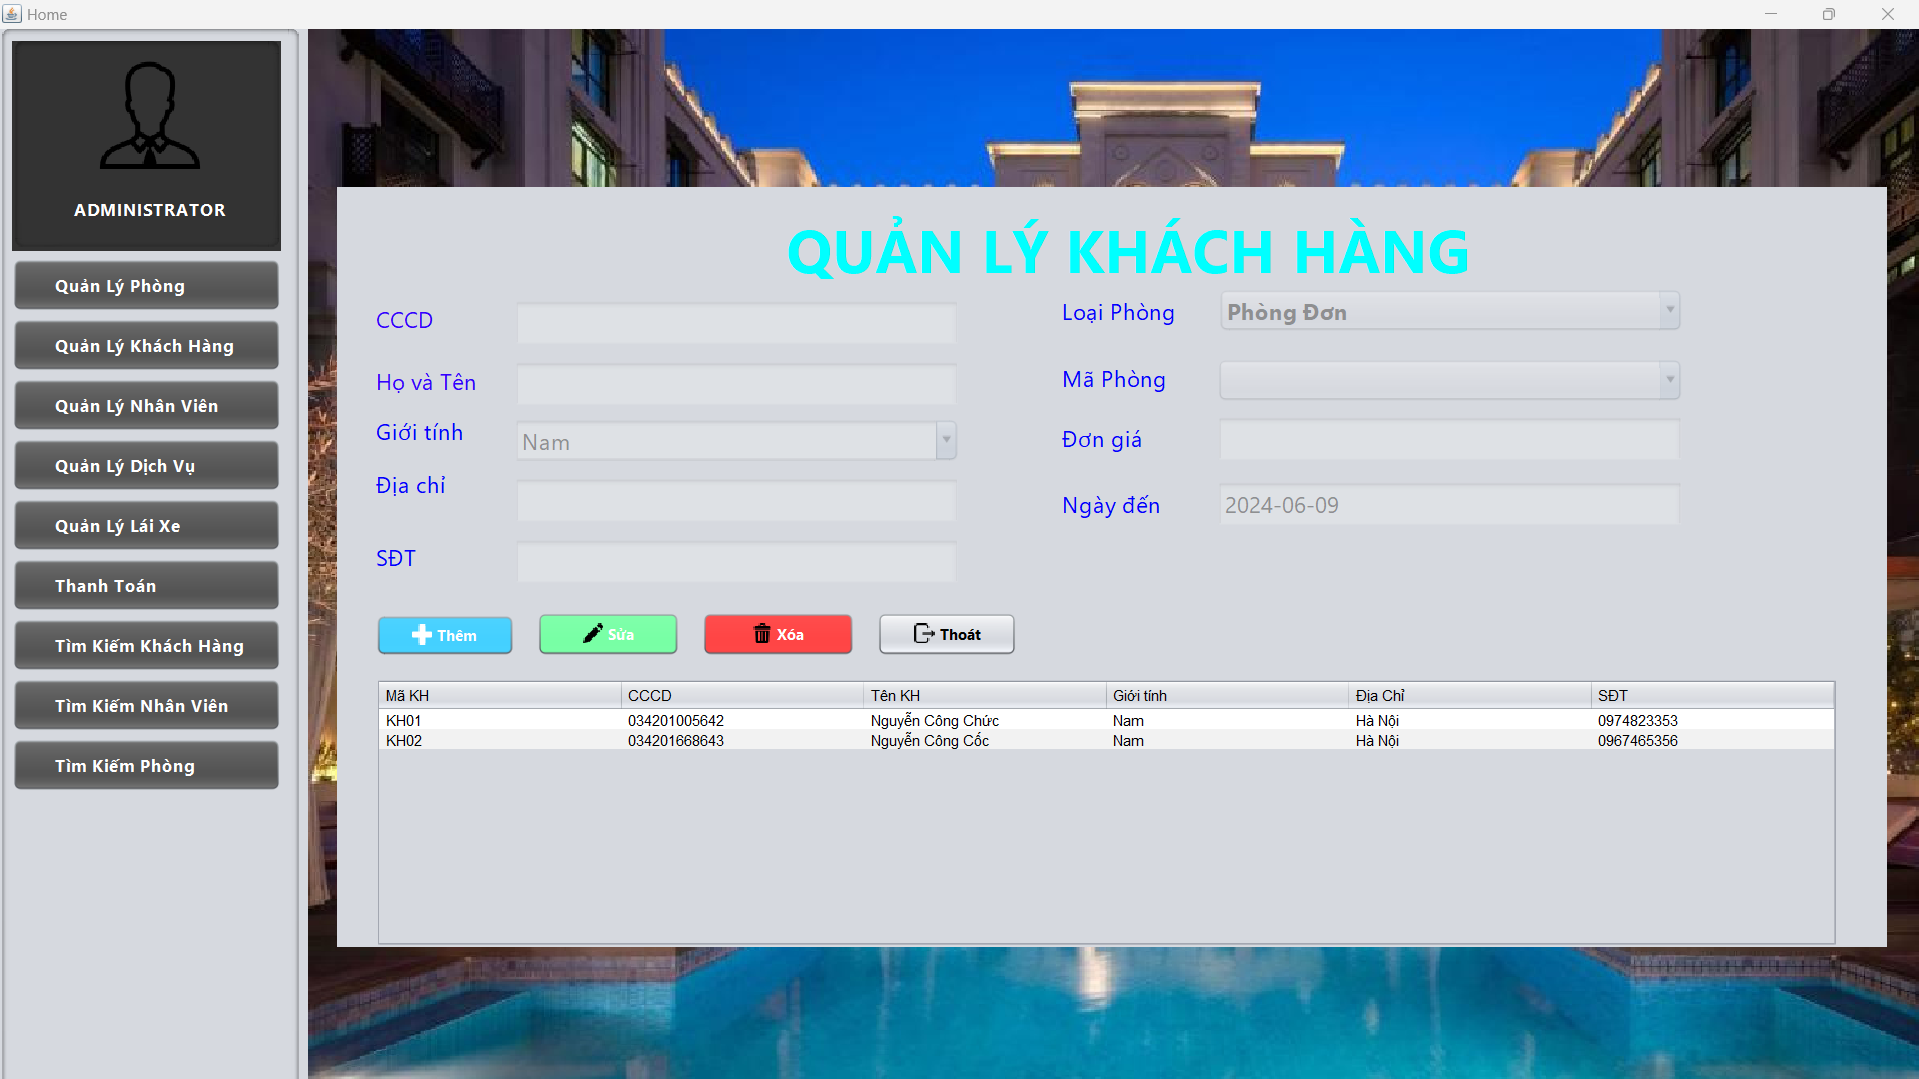 Home
ADMINISTRATOR
Quản Lý Phòng
Quản Lý Khách Hàng
Quản Lý Nhân Viên
Quản Lý Dịch Vụ
Quản Lý Lái Xe
Thanh Toán
Tìm Kiếm Khách Hàng
Tìm Kiếm Nhân Viên
Tìm Kiếm Phòng
QUẢN LÝ KHÁCH HÀNG
CCCD
Họ và Tên
Giới tính Nam
Địa chỉ
SĐT
Loại Phòng Phòng Đơn
Mã Phòng
Đơn giá
Ngày đến 2024-06-09
Thêm Sửa Xóa Thoát
Mã KH CCCD Tên KH Giới tính Địa Chỉ SĐT
KH01 034201005642 Nguyễn Công Chức Nam Hà Nội 0974823353
KH02 034201668643 Nguyễn Công Cốc Nam Hà Nội 0967465356